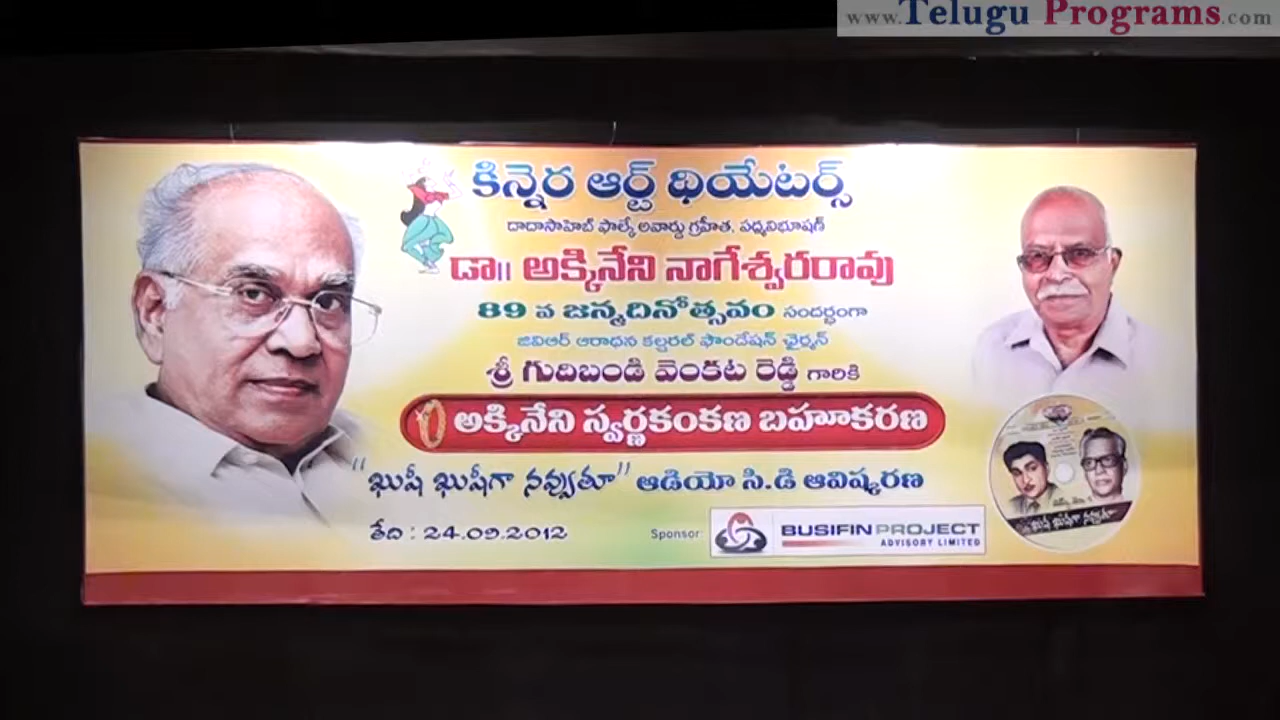 www.Telugu Programs.com
కిన్నెర ఆర్ట్ థియేటర్స్
దాదాసాహెబ్ ఫాల్కే అవార్డు గ్రహీత, పద్మవిభూషణ్
డా॥ అక్కినేని నాగేశ్వరరావు
89 వ జన్మదినోత్సవం సందర్భంగా
జివిఆర్ ఆరాధన కల్చరల్ ఫౌండేషన్ ఛైర్మన్
శ్రీ గుదిబండి వెంకట రెడ్డి గారికి
అక్కినేని స్వర్ణకంకణ బహూకరణ
"ఖుషీ ఖుషీగా నవ్వుతూ" ఆడియో సి.డి ఆవిష్కరణ
తేది : 24.09.2012
Sponsor: BUSIFIN PROJECT
ADVISORY LIMITED
ఖుషీ ఖుషీగా నవ్వుతూ